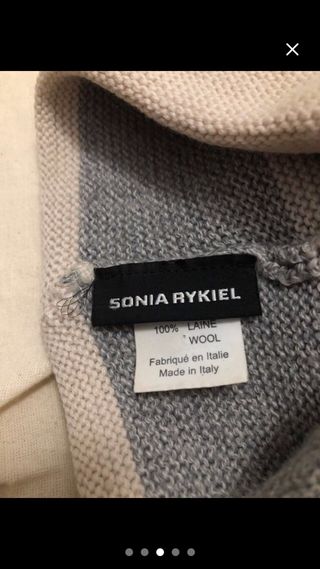 SONIA RYKIEL
100% LAINE
" WOOL
Fabriqué en Italie
Made in Italy